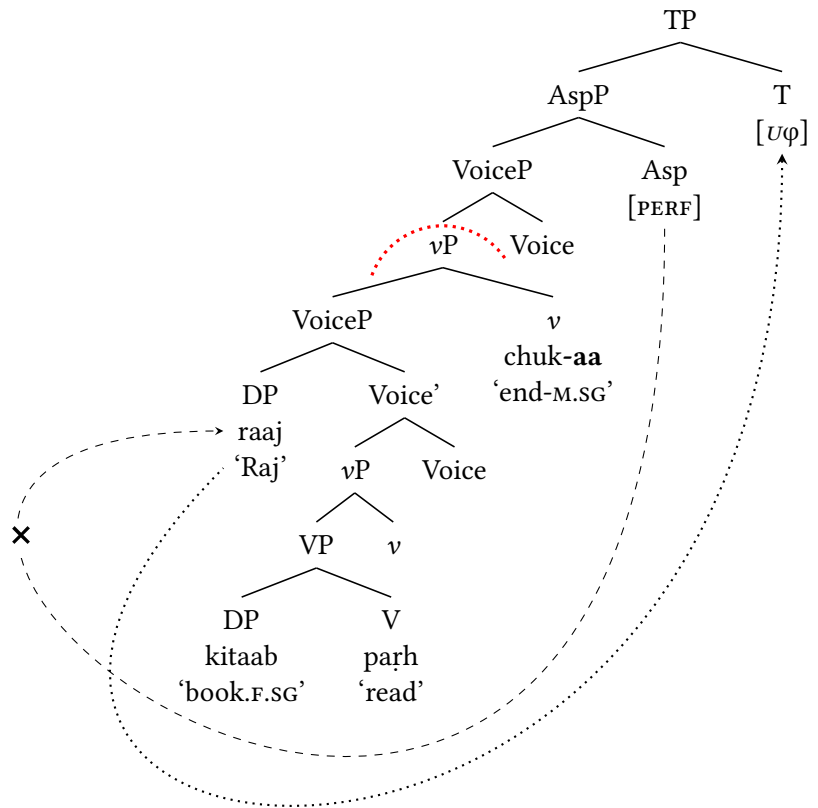 TP
AspP T
[Uφ]
VoiceP Asp
[PERF]
vP Voice
VoiceP v
chuk-aa
‘end-M.SG’
DP Voice’
raaj
‘Raj’
vP Voice
VP v
DP V
kitaab paṛh
‘book.F.SG’ ‘read’